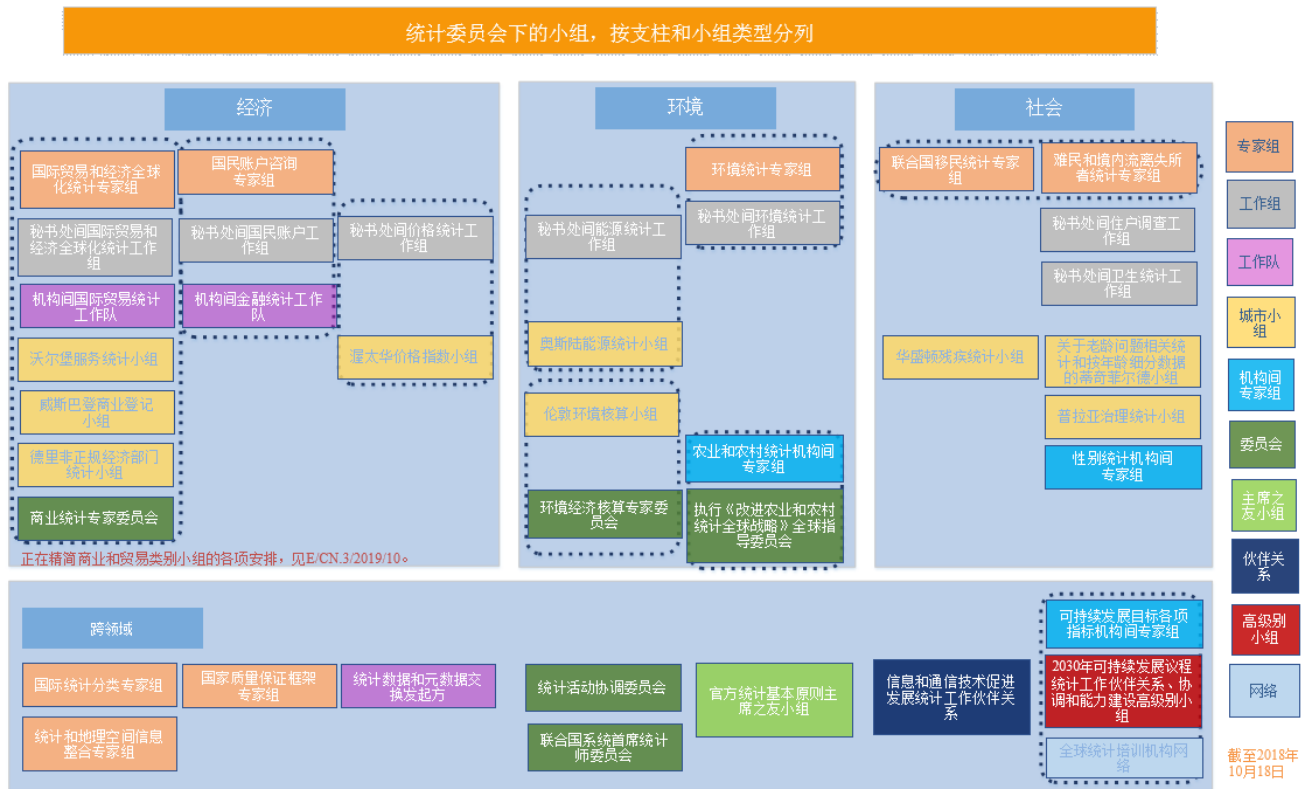 统计委员会下的小组，按支柱和小组类型分列
经济
国际贸易和经济全球
化统计专家组
国民账户咨询
专家组
秘书处间国际贸易和
经济全球化统计工作
组
秘书处间国民账户工
作组
秘书处间价格统计工
作组
机构间国际贸易统计
工作队
机构间金融统计工作
队
沃尔堡服务统计小组
渥太华价格指数小组
威斯巴登商业登记
小组
德里非正规经济部门
统计小组
商业统计专家委员会
正在精简商业和贸易类别小组的各项安排，见E/CN.3/2019/10。
环境
环境统计专家组
秘书处间能源统计工
作组
秘书处间环境统计工
作组
奥斯陆能源统计小组
伦敦环境核算小组
农业和农村统计机构间
专家组
环境经济核算专家委
员会
执行《改进农业和农村
统计全球战略》全球指
导委员会
社会
联合国移民统计专家
组
难民和境内流离失所
者统计专家组
秘书处间住户调查工
作组
秘书处间卫生统计工
作组
华盛顿残疾统计小组
关于老龄问题相关统
计和按年龄细分数据
的蒂奇菲尔德小组
普拉亚治理统计小组
性别统计机构间
专家组
跨领域
国际统计分类专家组
国家质量保证框架
专家组
统计数据和元数据交
换发起方
统计和地理空间信息
整合专家组
统计活动协调委员会
联合国系统首席统计
师委员会
官方统计基本原则主
席之友小组
信息和通信技术促进
发展统计工作伙伴关
系
可持续发展目标各项
指标机构间专家组
2030年可持续发展议程
统计工作伙伴关系、协
调和能力建设高级别小
组
全球统计培训机构网
络
专家组
工作组
工作队
城市小
组
机构间
专家组
委员会
主席之
友小组
伙伴关
系
高级别
小组
网络
截至2018年
10月18日